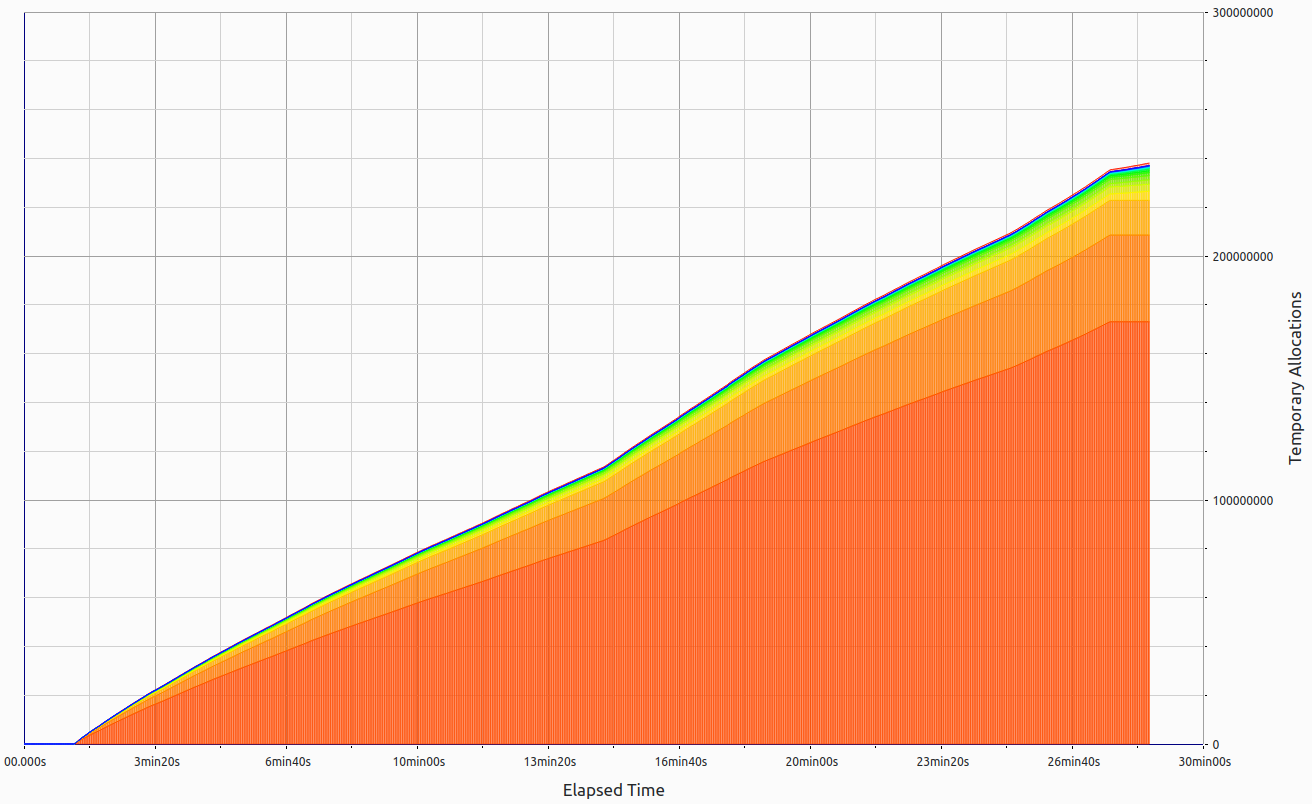 300000000
200000000
100000000
0
Temporary Allocations
00.000s 3min20s 6min40s 10min00s 13min20s 16min40s 20min00s 23min20s 26min40s 30min00s
Elapsed Time